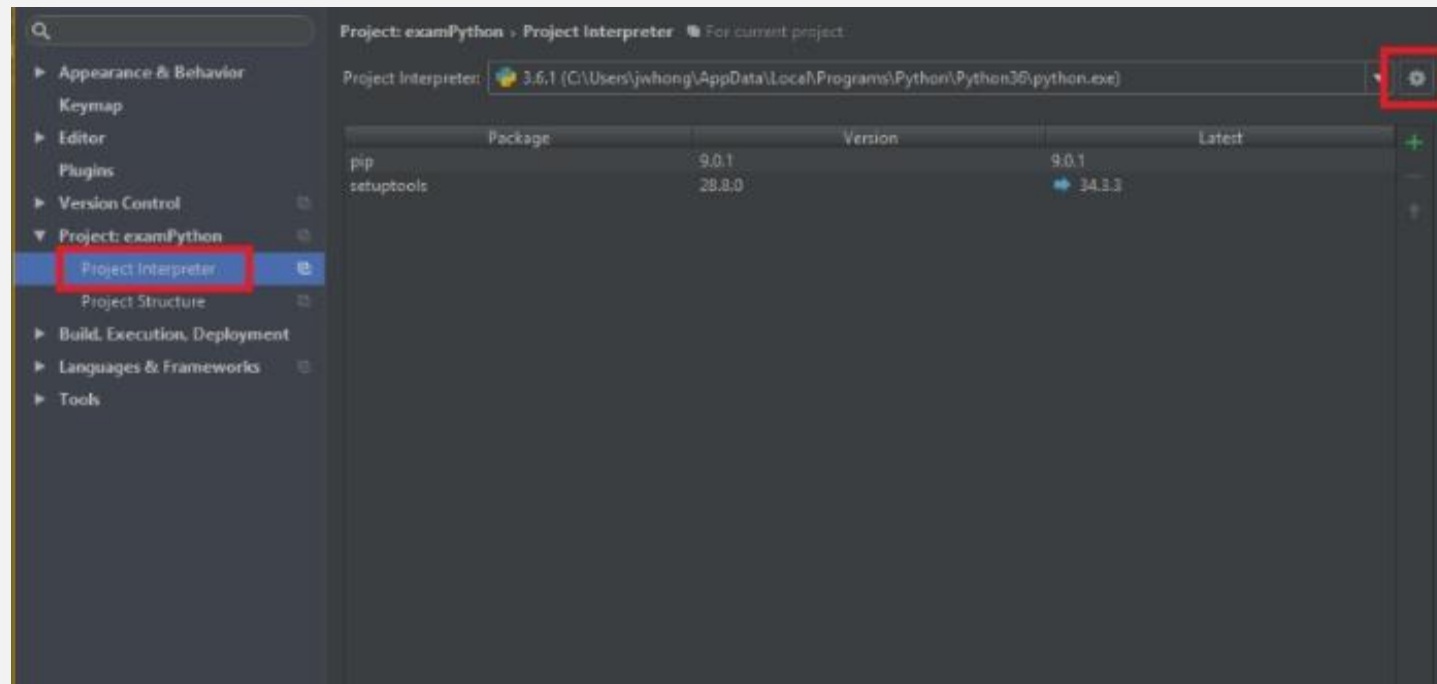 Appearance & Behavior
Keymap
Editor
Plugins
Version Control
Project: examPython
Project Interpreter
Project Structure
Build, Execution, Deployment
Languages & Frameworks
Tools
Project: examPython › Project Interpreter For current project
Project Interpreter: 3.6.1 (C:\Users\jwhong\AppData\Local\Programs\Python\Python36\python.exe)
Package Version Latest
pip 9.0.1 9.0.1
setuptools 28.8.0 34.3.3